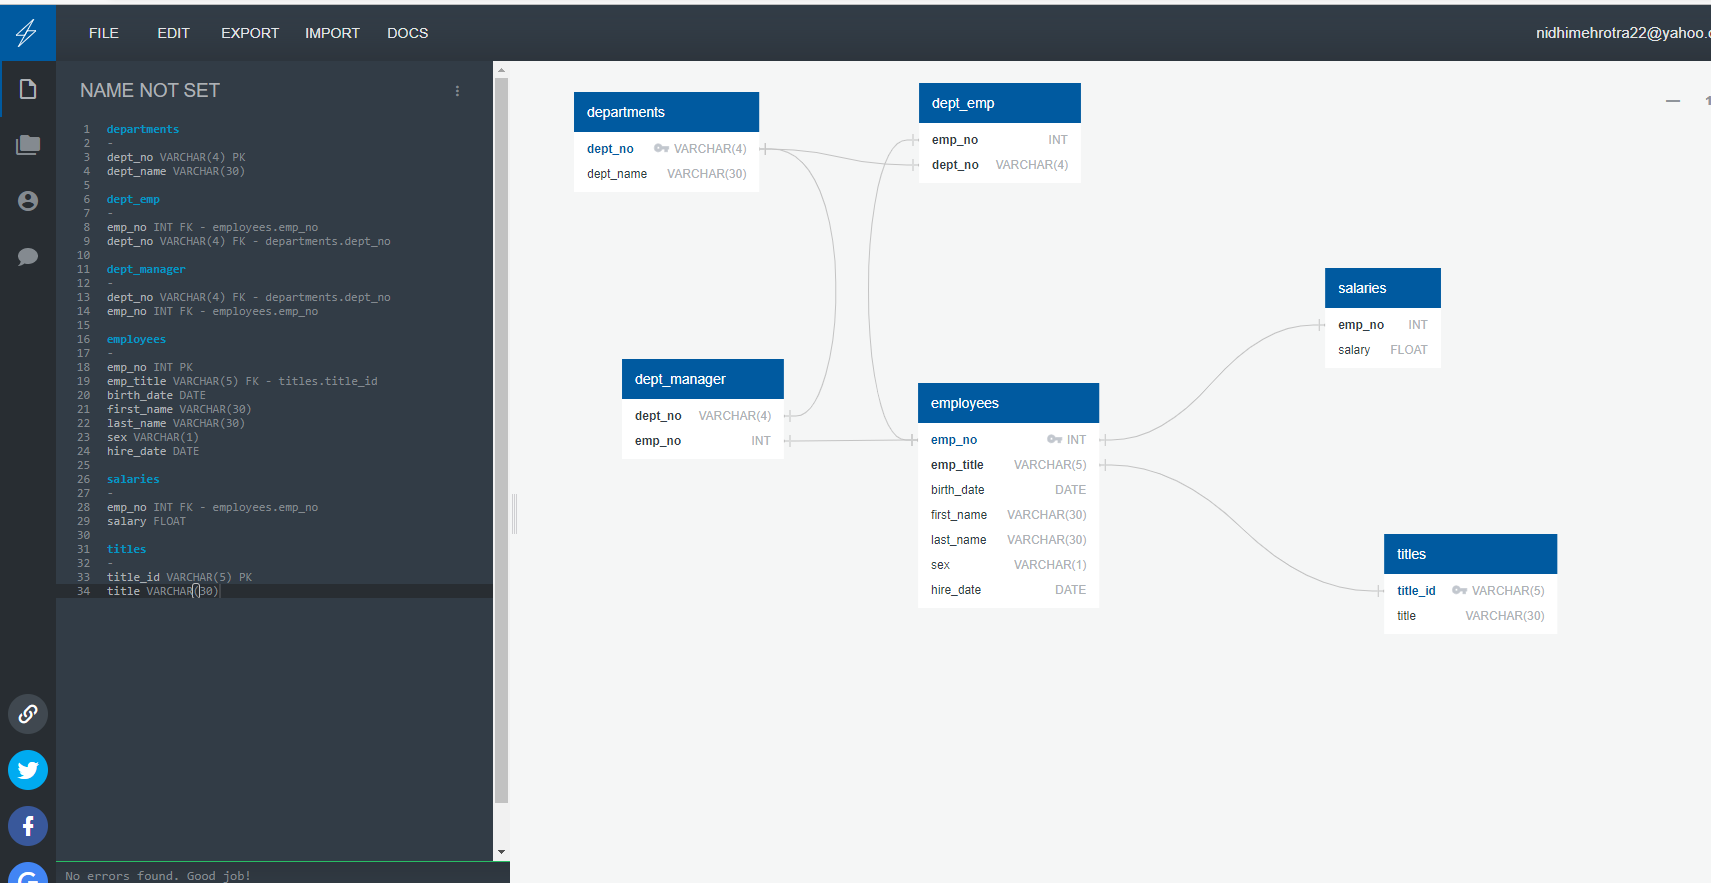 FILE EDIT EXPORT IMPORT DOCS nidhimehrotra22@yahoo.
NAME NOT SET
1 departments
2 -
3 dept_no VARCHAR(4) PK
4 dept_name VARCHAR(30)
5
6 dept_emp
7 -
8 emp_no INT FK - employees.emp_no
9 dept_no VARCHAR(4) FK - departments.dept_no
10
11 dept_manager
12 -
13 dept_no VARCHAR(4) FK - departments.dept_no
14 emp_no INT FK - employees.emp_no
15
16 employees
17 -
18 emp_no INT PK
19 emp_title VARCHAR(5) FK - titles.title_id
20 birth_date DATE
21 first_name VARCHAR(30)
22 last_name VARCHAR(30)
23 sex VARCHAR(1)
24 hire_date DATE
25
26 salaries
27 -
28 emp_no INT FK - employees.emp_no
29 salary FLOAT
30
31 titles
32 -
33 title_id VARCHAR(5) PK
34 title VARCHAR(30)
No errors found. Good job!
departments
dept_no VARCHAR(4)
dept_name VARCHAR(30)
dept_emp
emp_no INT
dept_no VARCHAR(4)
salaries
emp_no INT
salary FLOAT
dept_manager
dept_no VARCHAR(4)
emp_no INT
employees
emp_no INT
emp_title VARCHAR(5)
birth_date DATE
first_name VARCHAR(30)
last_name VARCHAR(30)
sex VARCHAR(1)
hire_date DATE
titles
title_id VARCHAR(5)
title VARCHAR(30)